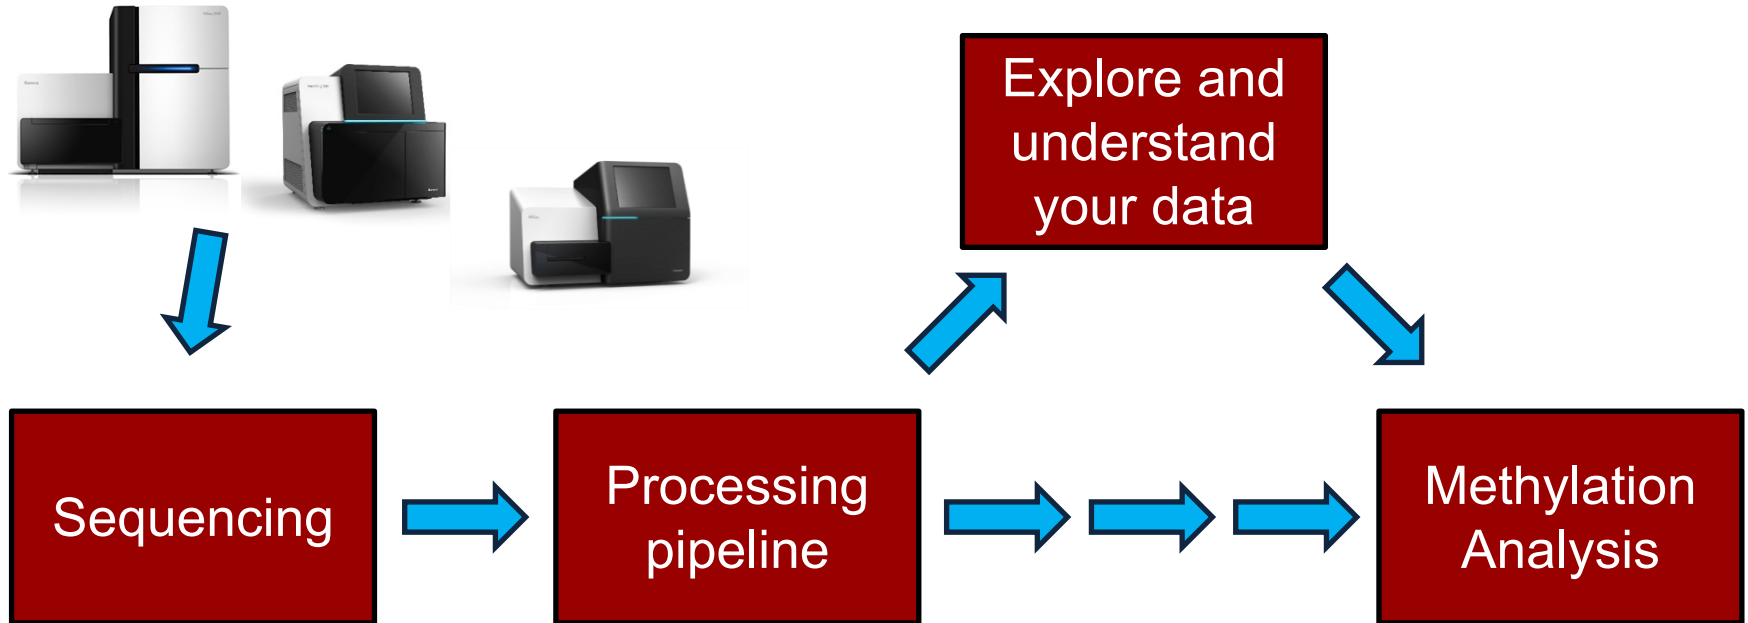 Explore and
understand
your data
Sequencing
Processing
pipeline
Methylation
Analysis